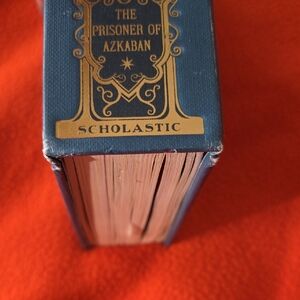 THE
PRISONER OF
AZKABAN
SCHOLASTIC